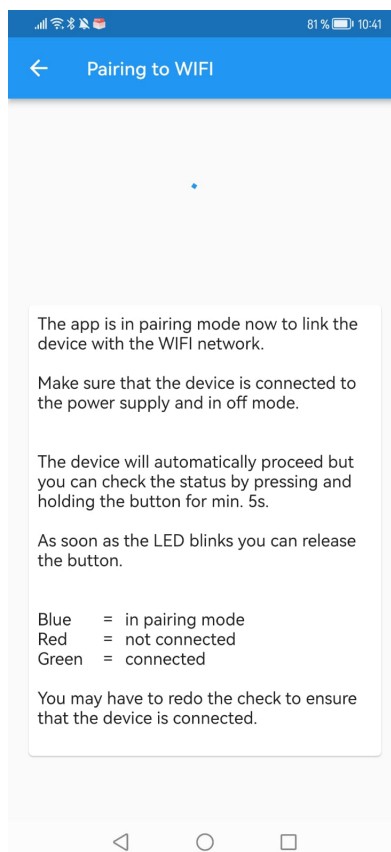 81 % 10:41
Pairing to WIFI
The app is in pairing mode now to link the
device with the WIFI network.
Make sure that the device is connected to
the power supply and in off mode.
The device will automatically proceed but
you can check the status by pressing and
holding the button for min. 5s.
As soon as the LED blinks you can release
the button.
Blue = in pairing mode
Red = not connected
Green = connected
You may have to redo the check to ensure
that the device is connected.